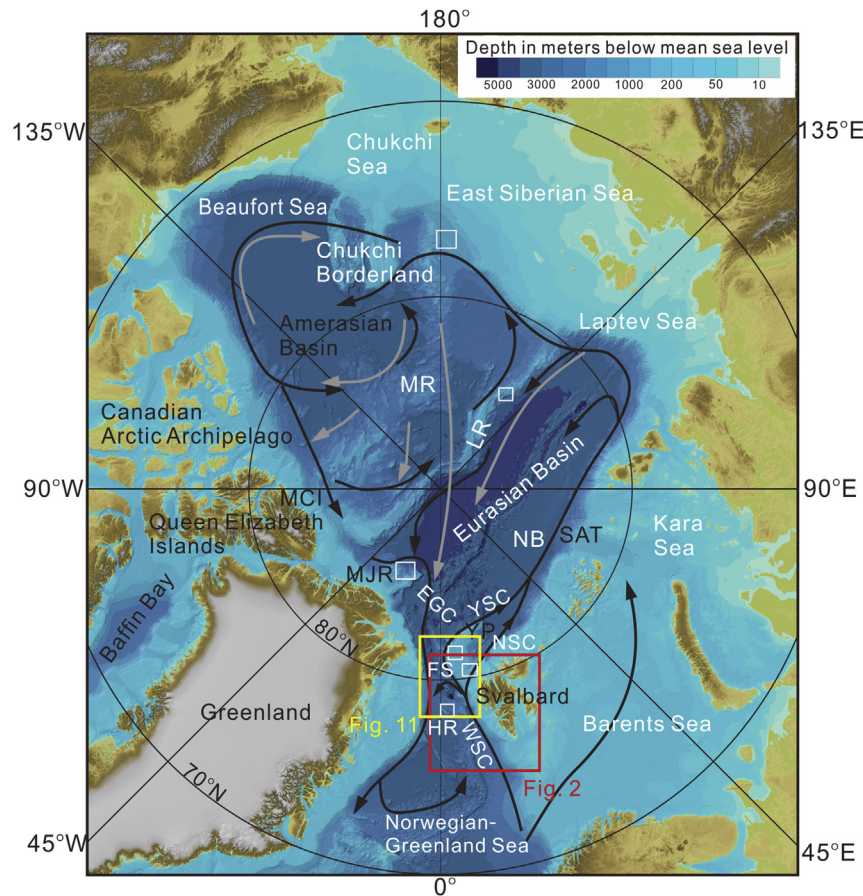 180°
Depth in meters below mean sea level
5000 3000 2000 1000 200 50 10
135°W
135°E
Chukchi
Sea
East Siberian Sea
Beaufort Sea
Chukchi
Borderland
Laptev Sea
Amerasian
Basin
MR
Canadian
Arctic Archipelago
LR
Eurasian Basin
90°W
90°E
MCI
Queen Elizabeth
Islands
NB
SAT
Kara
Sea
MJR
EGC
YSC
Baffin Bay
80°N
YP
NSC
FS
Svalbard
Greenland
Fig. 11
HR
WSC
Barents Sea
70°N
Fig. 2
Norwegian-
Greenland Sea
45°W
45°E
0°